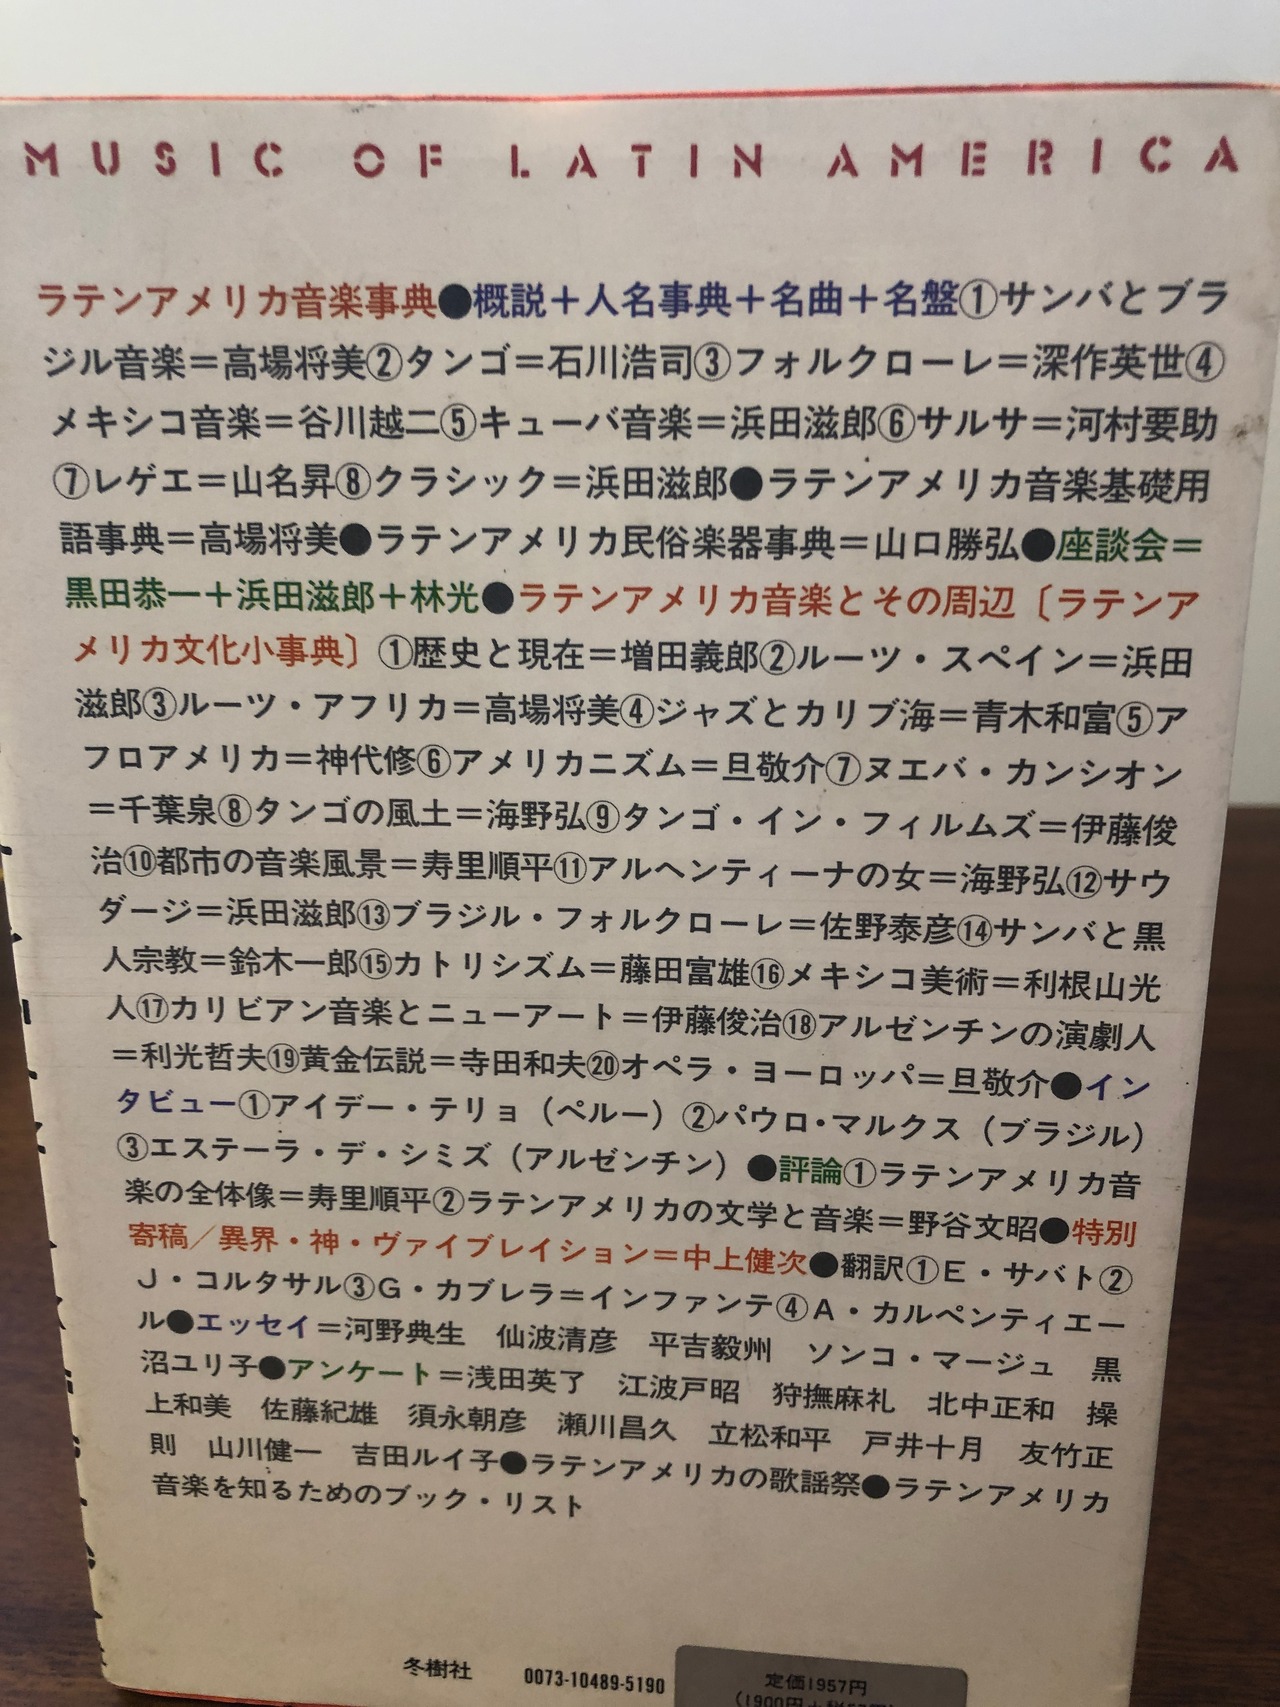 MUSIC OF LATIN AMERICA
ラテンアメリカ音楽事典●概説＋人名事典＋名曲＋名盤①サンバとブラ
ジル音楽＝高場将美②タンゴ＝石川浩司③フォルクローレ＝深作英世④
メキシコ音楽＝谷川越二⑤キューバ音楽＝浜田滋郎⑥サルサ＝河村要助
⑦レゲエ＝山名昇⑧クラシック＝浜田滋郎●ラテンアメリカ音楽基礎用
語事典＝高場将美●ラテンアメリカ民俗楽器事典＝山口勝弘●座談会＝
黒田恭一＋浜田滋郎＋林光●ラテンアメリカ音楽とその周辺〔ラテンア
メリカ文化小事典〕①歴史と現在＝増田義郎②ルーツ・スペイン＝浜田
滋郎③ルーツ・アフリカ＝高場将美④ジャズとカリブ海＝青木和富⑤ア
フロアメリカ＝神代修⑥アメリカニズム＝旦敬介⑦ヌエバ・カンシオン
＝千葉泉⑧タンゴの風土＝海野弘⑨タンゴ・イン・フィルムズ＝伊藤俊
治⑩都市の音楽風景＝寿里順平⑪アルヘンティーナの女＝海野弘⑫サウ
ダージ＝浜田滋郎⑬ブラジル・フォルクローレ＝佐野泰彦⑭サンバと黒
人宗教＝鈴木一郎⑮カトリシズム＝藤田富雄⑯メキシコ美術＝利根山光
人⑰カリビアン音楽とニューアート＝伊藤俊治⑱アルゼンチンの演劇人
＝利光哲夫⑲黄金伝説＝寺田和夫⑳オペラ・ヨーロッパ＝旦敬介●イン
タビュー①アイデー・テリョ（ペルー）②パウロ・マルクス（ブラジル）
③エステーラ・デ・シミズ（アルゼンチン）●評論①ラテンアメリカ音
楽の全体像＝寿里順平②ラテンアメリカの文学と音楽＝野谷文昭●特別
寄稿／異界・神・ヴァイブレイション＝中上健次●翻訳①E・サバト②
J・コルタサル③G・カブレラ＝インファンテ④A・カルペンティエー
ル●エッセイ＝河野典生　仙波清彦　平吉毅州　ソンコ・マージュ　黒
沼ユリ子●アンケート＝浅田英了　江波戸昭　狩撫麻礼　北中正和　操
上和美　佐藤紀雄　須永朝彦　瀬川昌久　立松和平　戸井十月　友竹正
則　山川健一　吉田ルイ子●ラテンアメリカの歌謡祭●ラテンアメリカ
音楽を知るためのブック・リスト
冬樹社　0073-10489-5190
定価1957円